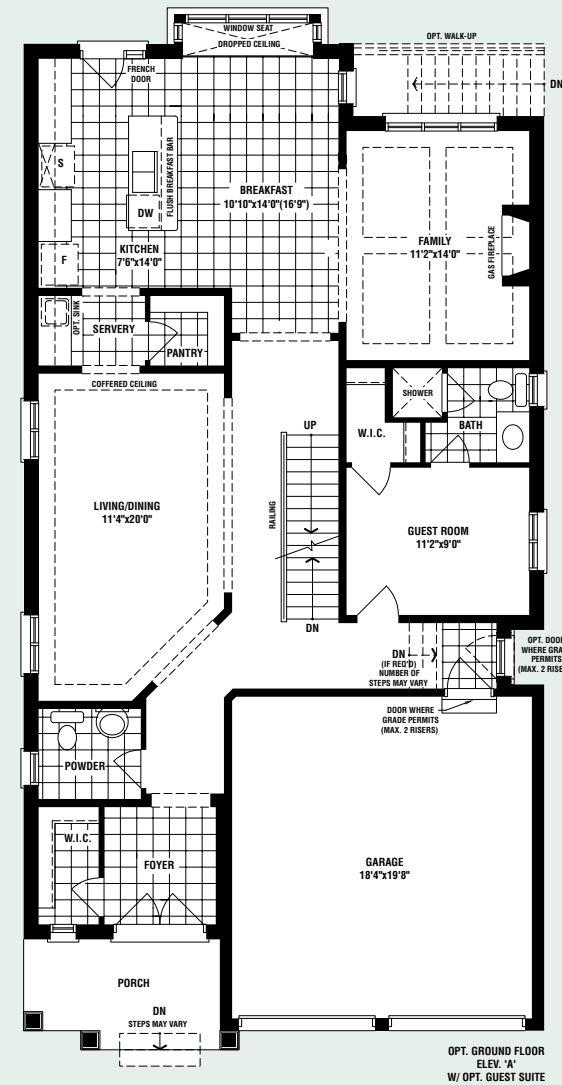 WINDOW SEAT
DROPPED CEILING
OPT. WALK-UP
FRENCH
DOOR
DN
S
FLUSH BREAKFAST BAR
DW
BREAKFAST
10'10"x14'0"(16'9")
KITCHEN
7'6"x14'0"
F
FAMILY
11'2"x14'0"
GAS FIREPLACE
OPT. SINK
SERVERY
PANTRY
COFFERED CEILING
SHOWER
BATH
W.I.C.
UP
RAILING
LIVING/DINING
11'4"x20'0"
GUEST ROOM
11'2"x9'0"
DN
DN
(IF REQ'D)
NUMBER OF
STEPS MAY VARY
OPT. DOOR
WHERE GRA
PERMITS
(MAX. 2 RISE
DOOR WHERE
GRADE PERMITS
(MAX. 2 RISERS)
POWDER
W.I.C.
FOYER
GARAGE
18'4"x19'8"
PORCH
DN
STEPS MAY VARY
OPT. GROUND FLOOR
ELEV. 'A'
W/ OPT. GUEST SUITE